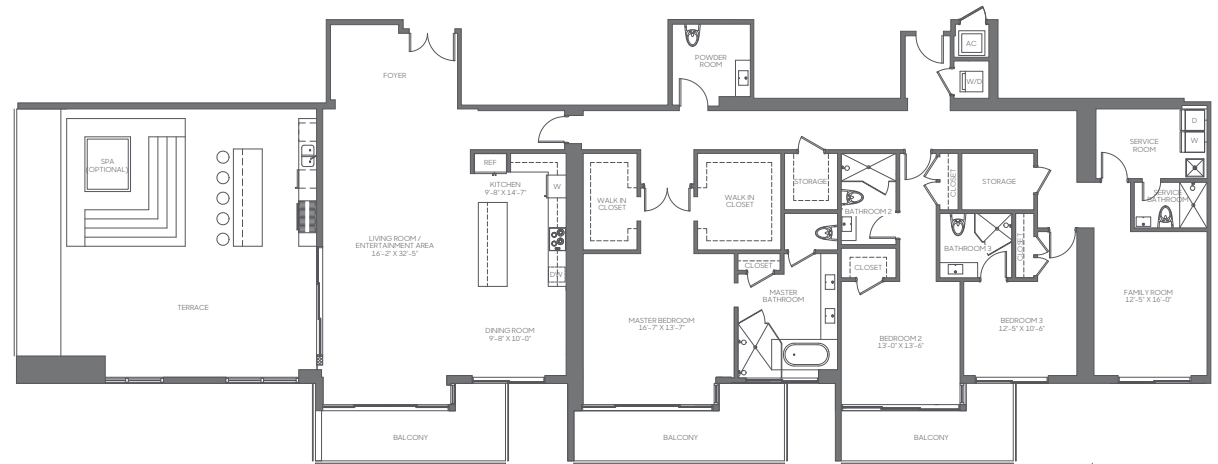 FOYER
POWDER
ROOM
AC
W/D
SPA
(OPTIONAL)
REF
KITCHEN
9'-8" X 14'-7"
W
WALK IN
CLOSET
WALK IN
CLOSET
STORAGE
BATHROOM 2
CLOSET
STORAGE
SERVICE
ROOM
D
W
SERVICE
BATHROOM
LIVING ROOM /
ENTERTAINMENT AREA
16'-2" X 32'-5"
DW
CLOSET
CLOSET
BATHROOM 3
CLOSET
TERRACE
MASTER
BATHROOM
FAMILY ROOM
12'-5" X 16'-0"
DINING ROOM
9'-8" X 10'-0"
MASTER BEDROOM
16'-7" X 13'-7"
BEDROOM 2
13'-0" X 13'-6"
BEDROOM 3
12'-5" X 10'-6"
BALCONY
BALCONY
BALCONY